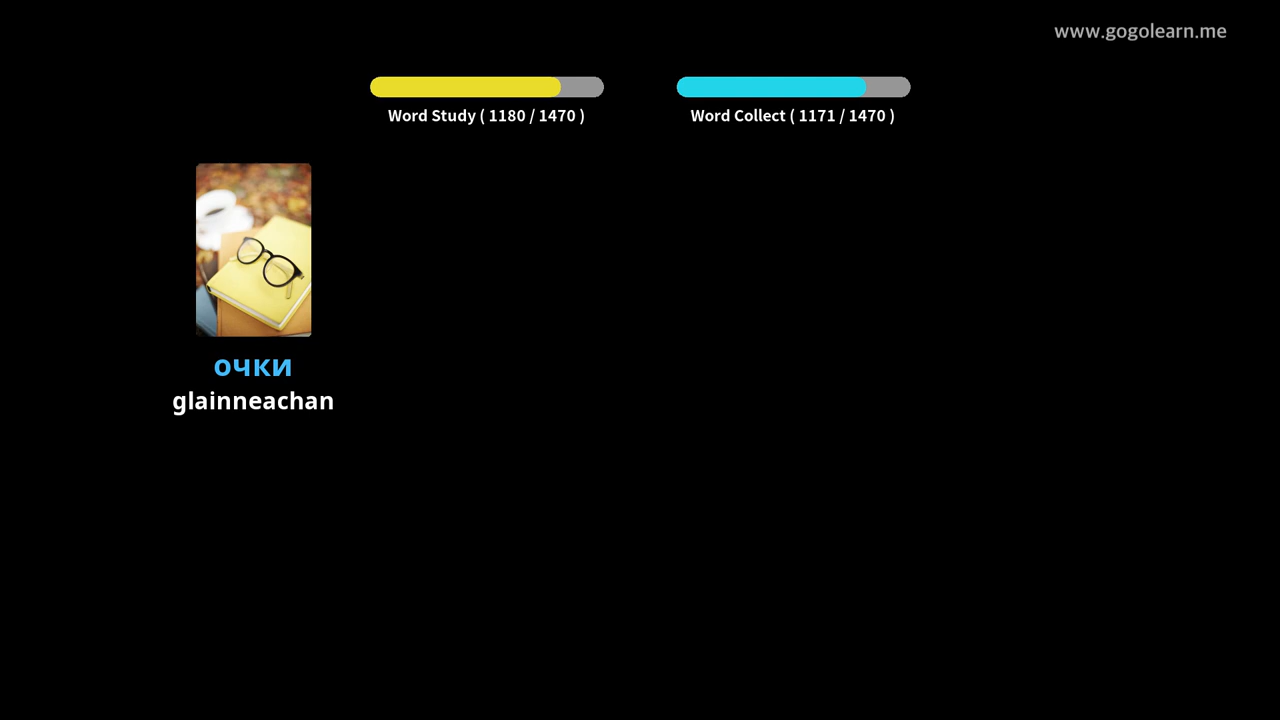 www.gogolearn.me
Word Study ( 1180 / 1470 )
Word Collect ( 1171 / 1470 )
очки
glainneachan